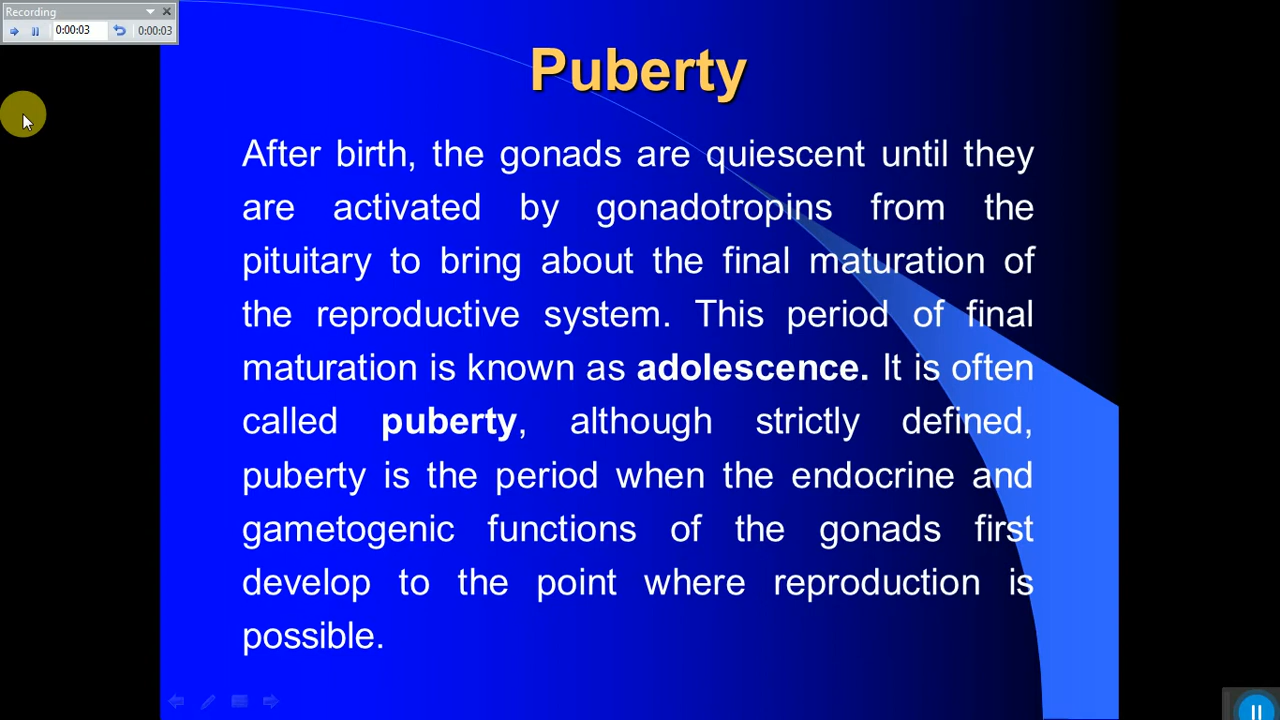 Recording
0:00:03
0:00:03
Puberty
After birth, the gonads are quiescent until they
are activated by gonadotropins from the
pituitary to bring about the final maturation of
the reproductive system. This period of final
maturation is known as adolescence. It is often
called puberty, although strictly defined,
puberty is the period when the endocrine and
gametogenic functions of the gonads first
develop to the point where reproduction is
possible.